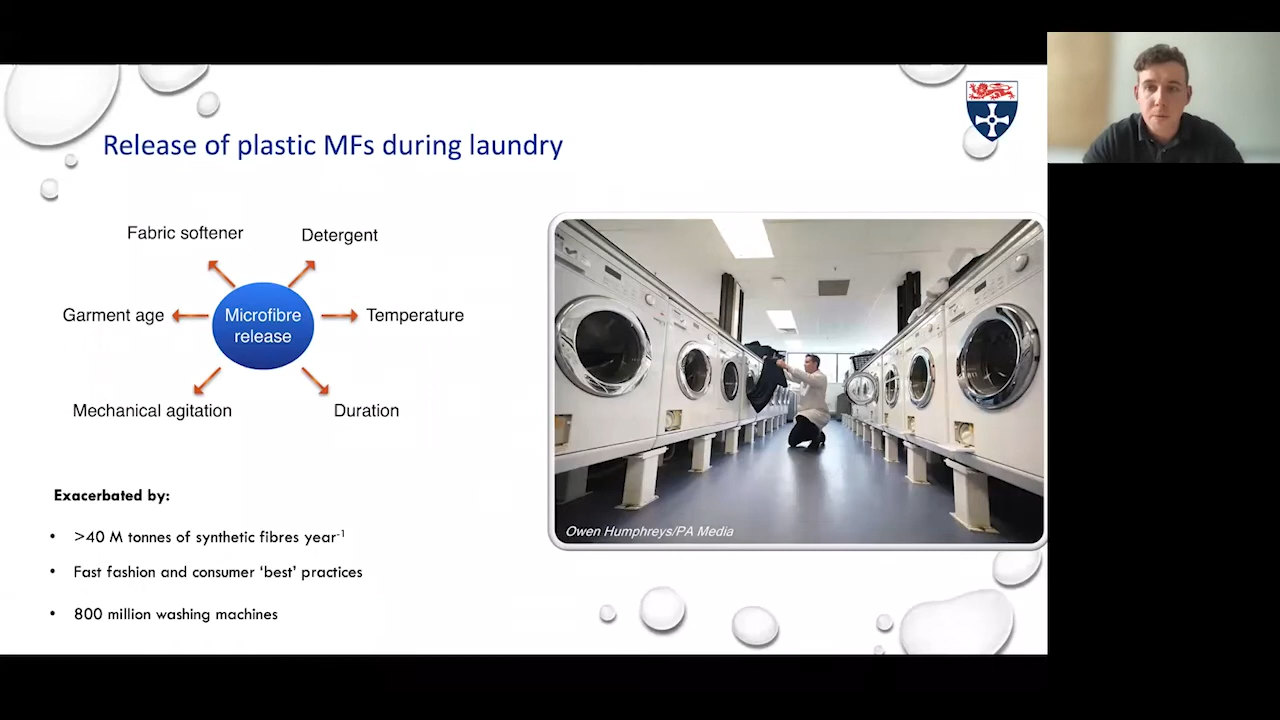 Release of plastic MFs during laundry
Fabric softener
Detergent
Garment age
Microfibre
release
Temperature
Mechanical agitation
Duration
Exacerbated by:
• >40 M tonnes of synthetic fibres year-1
• Fast fashion and consumer ‘best’ practices
• 800 million washing machines
Owen Humphreys/PA Media